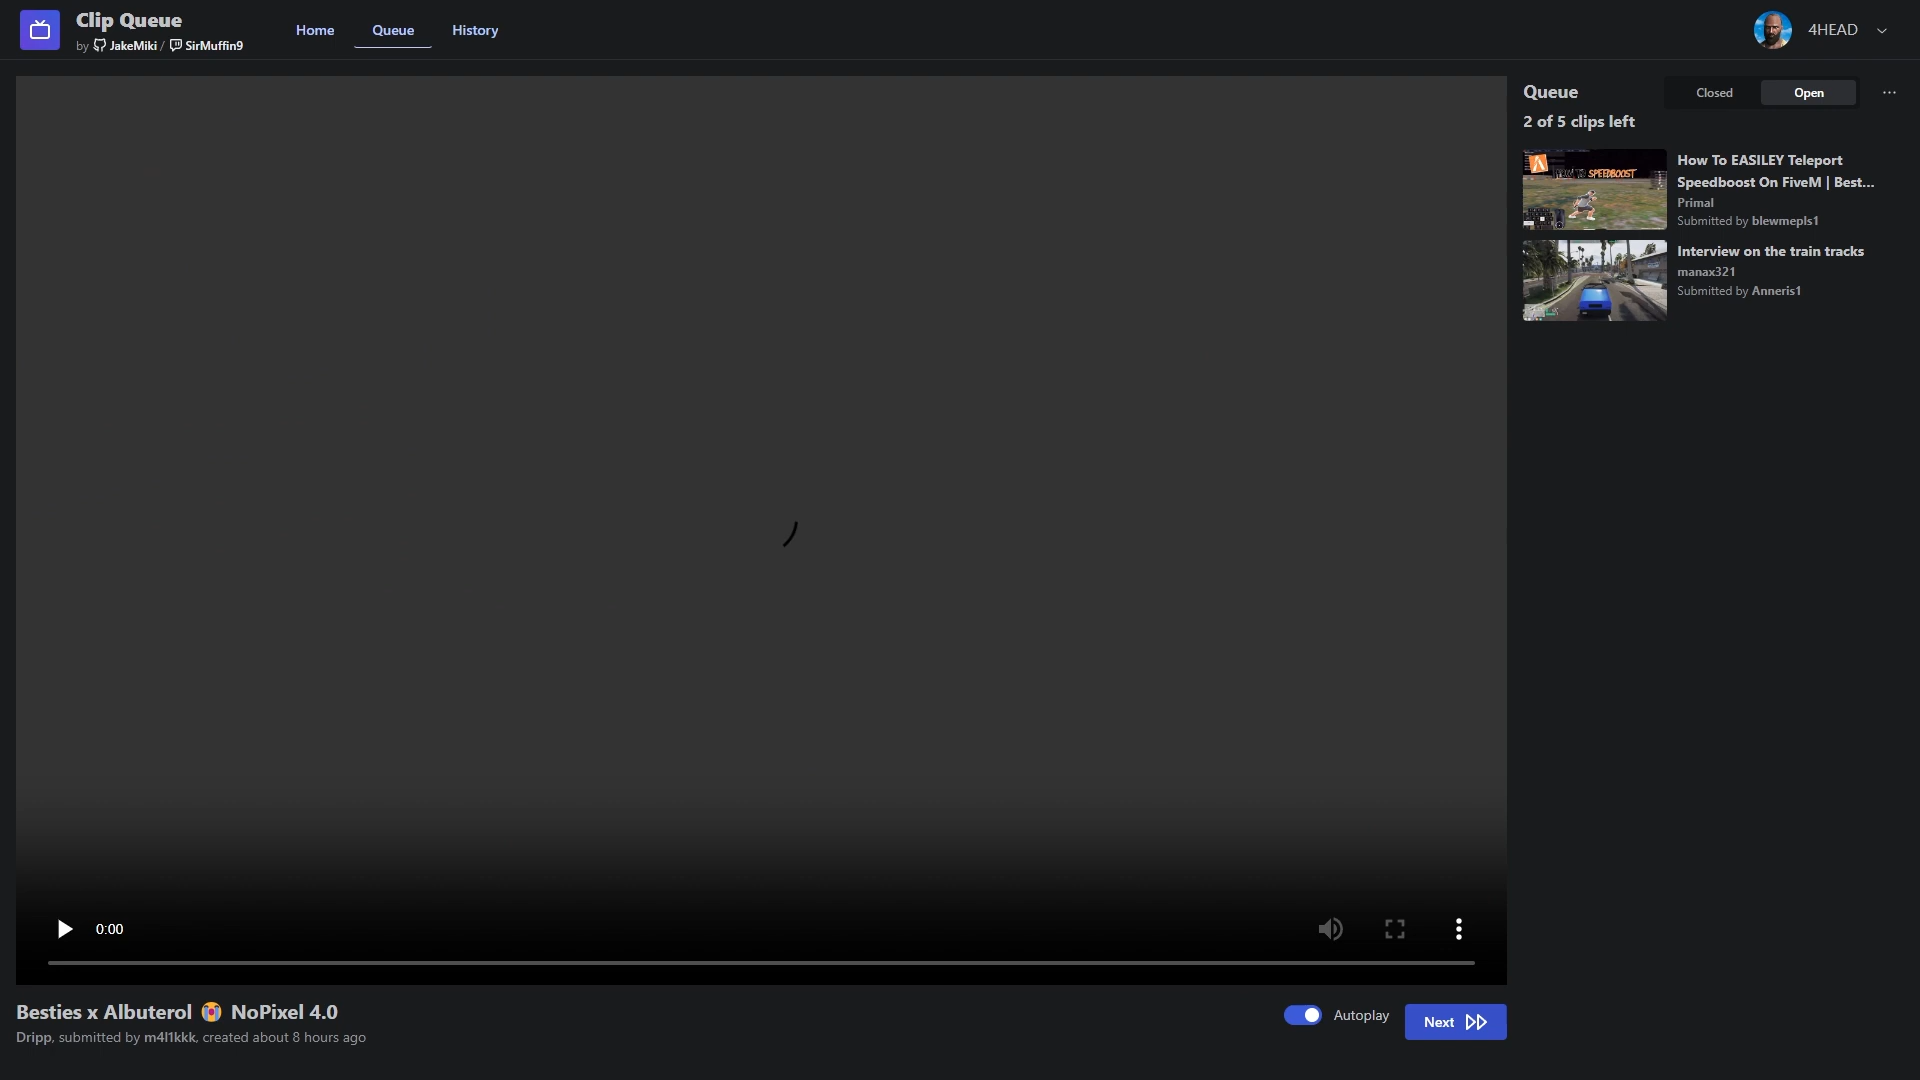 Clip Queue
by JakeMiki / SirMuffin9
Home
Queue
History
4HEAD
Queue
Closed
Open
2 of 5 clips left
SPEEDBOOST
How To EASILEY Teleport
Speedboost On FiveM | Best...
Primal
Submitted by blewmepls1
Interview on the train tracks
manax321
Submitted by Anneris1
0:00
Besties x Albuterol 😭 NoPixel 4.0
Dripp, submitted by m4l1kkk, created about 8 hours ago
Autoplay
Next